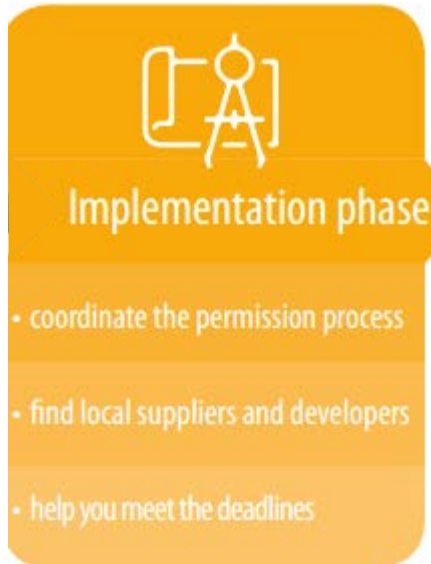 Implementation phase
• coordinate the permission process
• find local suppliers and developers
• help you meet the deadlines